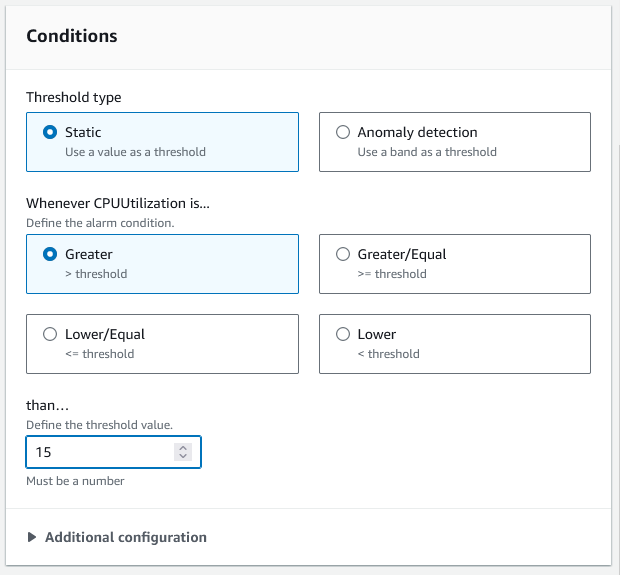 Conditions
Threshold type
Static
Use a value as a threshold
Anomaly detection
Use a band as a threshold
Whenever CPUUtilization is...
Define the alarm condition.
Greater
> threshold
Greater/Equal
>= threshold
Lower/Equal
<= threshold
Lower
< threshold
than…
Define the threshold value.
15
Must be a number
Additional configuration